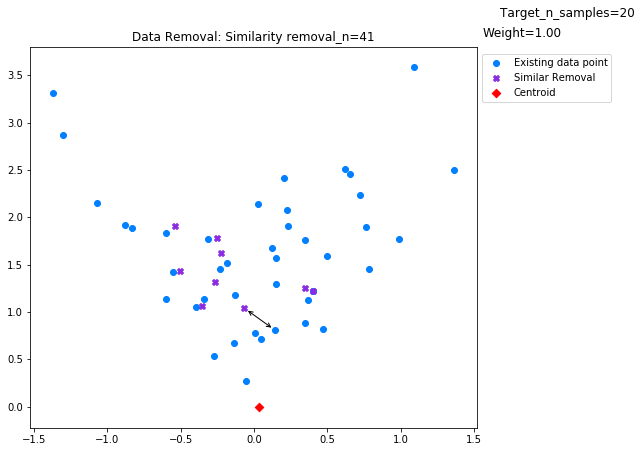 Target_n_samples=20
Weight=1.00
Data Removal: Similarity removal_n=41
Existing data point
Similar Removal
Centroid
3.5
3.0
2.5
2.0
1.5
1.0
0.5
0.0
−1.5 −1.0 −0.5 0.0 0.5 1.0 1.5